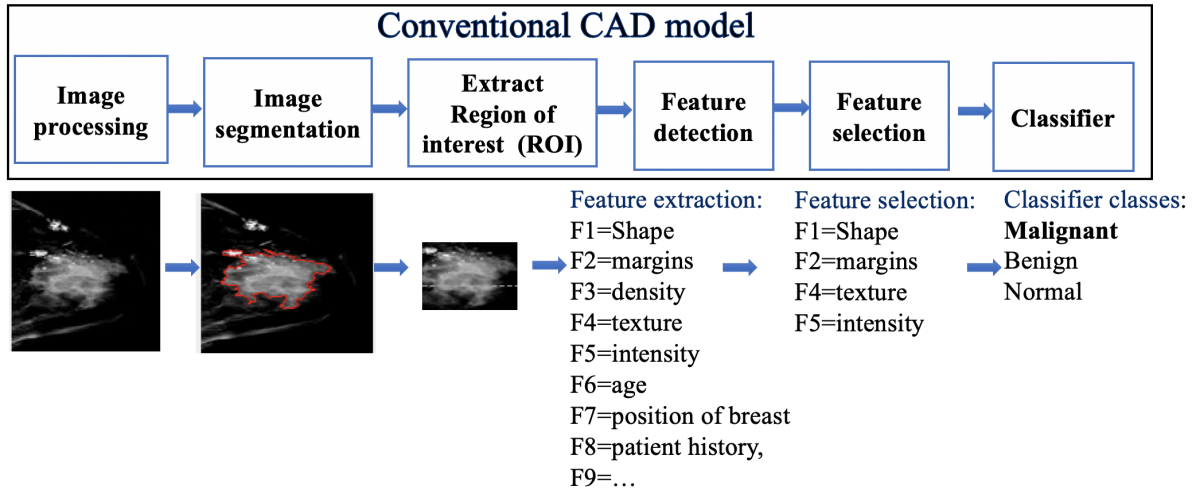 Conventional CAD model
Image
processing
Image
segmentation
Extract
Region of
interest (ROI)
Feature
detection
Feature
selection
Classifier
Feature extraction:
F1=Shape
F2=margins
F3=density
F4=texture
F5=intensity
F6=age
F7=position of breast
F8=patient history,
F9=…
Feature selection:
F1=Shape
F2=margins
F4=texture
F5=intensity
Classifier classes:
Malignant
Benign
Normal